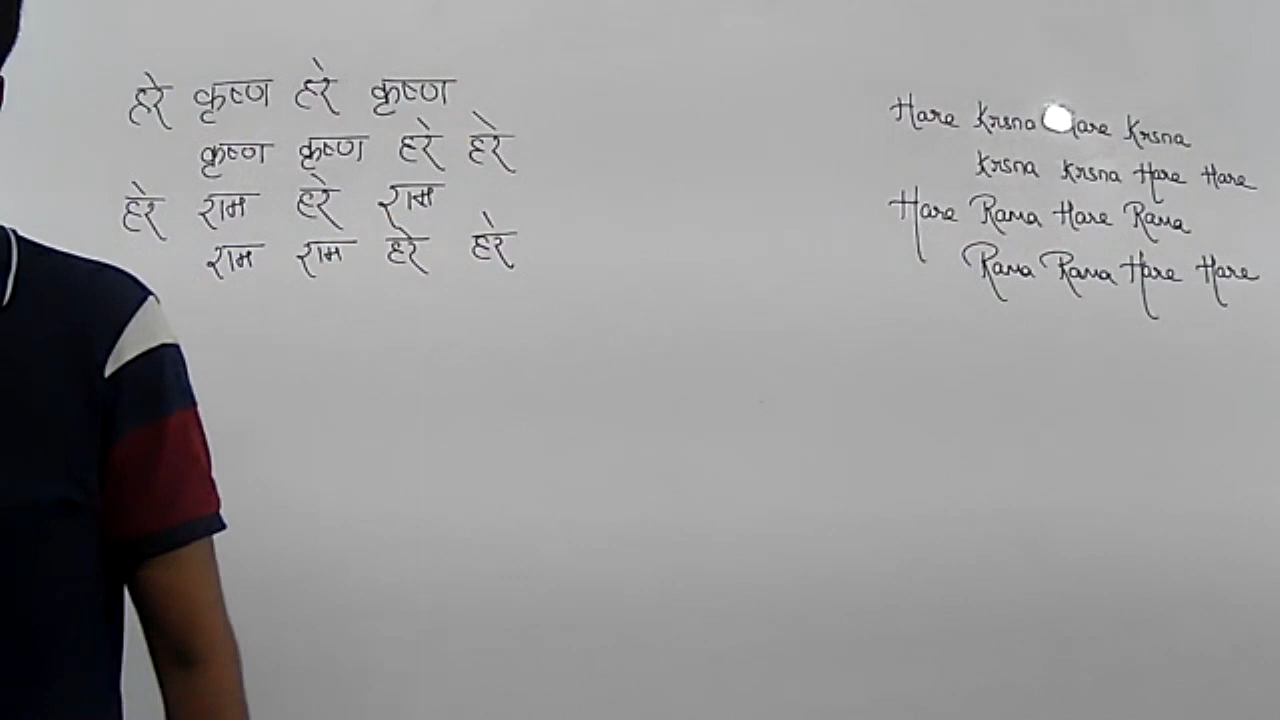 हरे कृष्ण हरे कृष्ण
कृष्ण कृष्ण हरे हरे
हरे राम हरे राम
राम राम हरे हरे
Hare Krsna Hare Krsna
Krsna Krsna Hare Hare
Hare Rama Hare Rama
Rama Rama Hare Hare